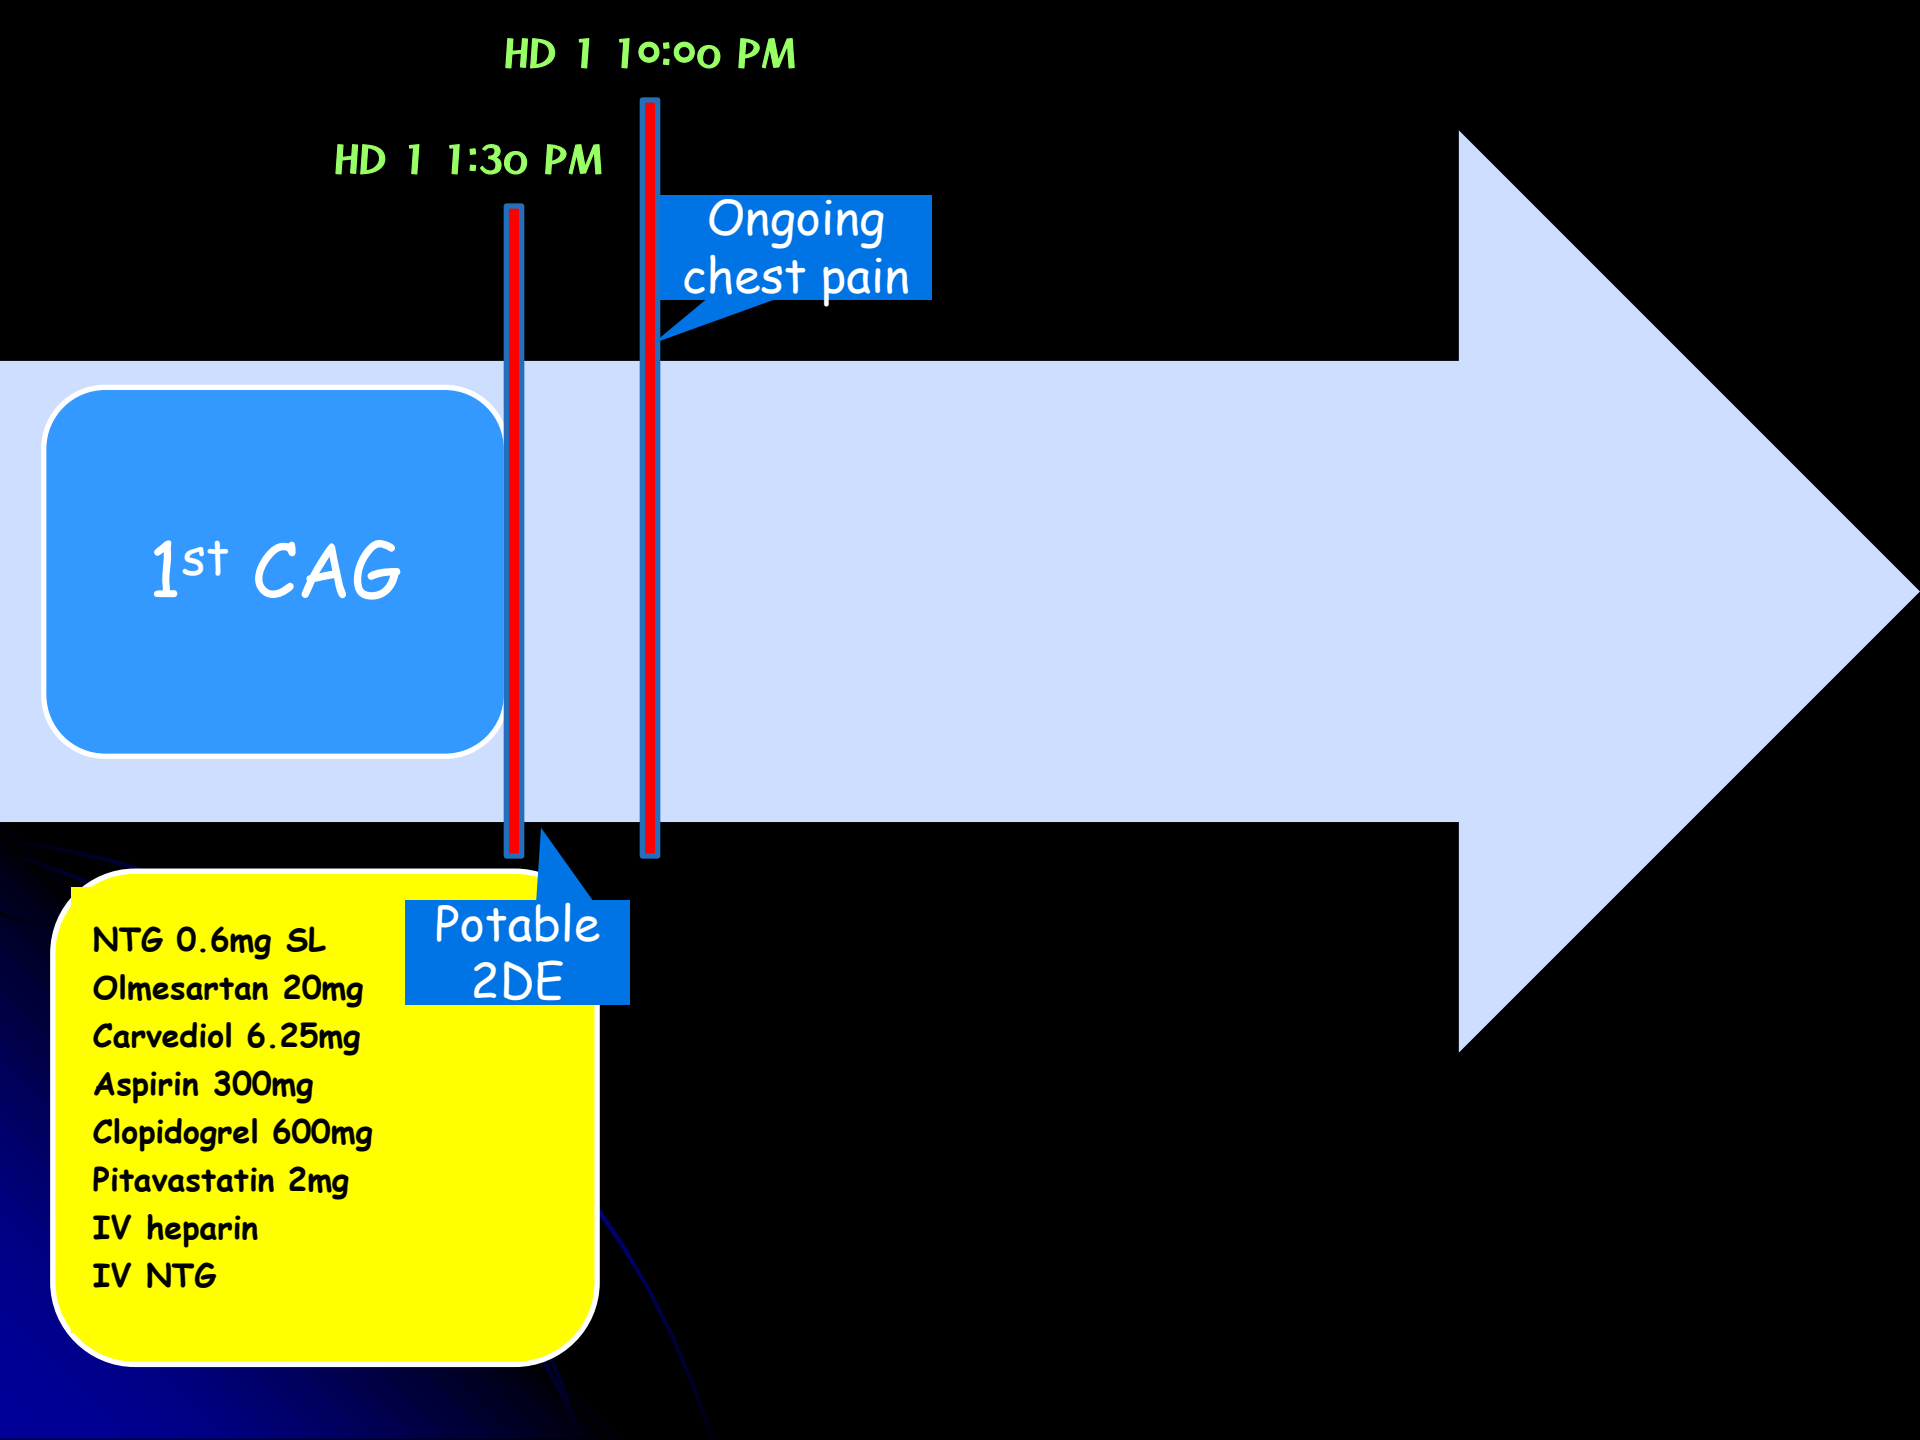 HD 1 10:00 PM
HD 1 1:30 PM
Ongoing
chest pain
1st CAG
Potable
2DE
NTG 0.6mg SL
Olmesartan 20mg
Carvediol 6.25mg
Aspirin 300mg
Clopidogrel 600mg
Pitavastatin 2mg
IV heparin
IV NTG